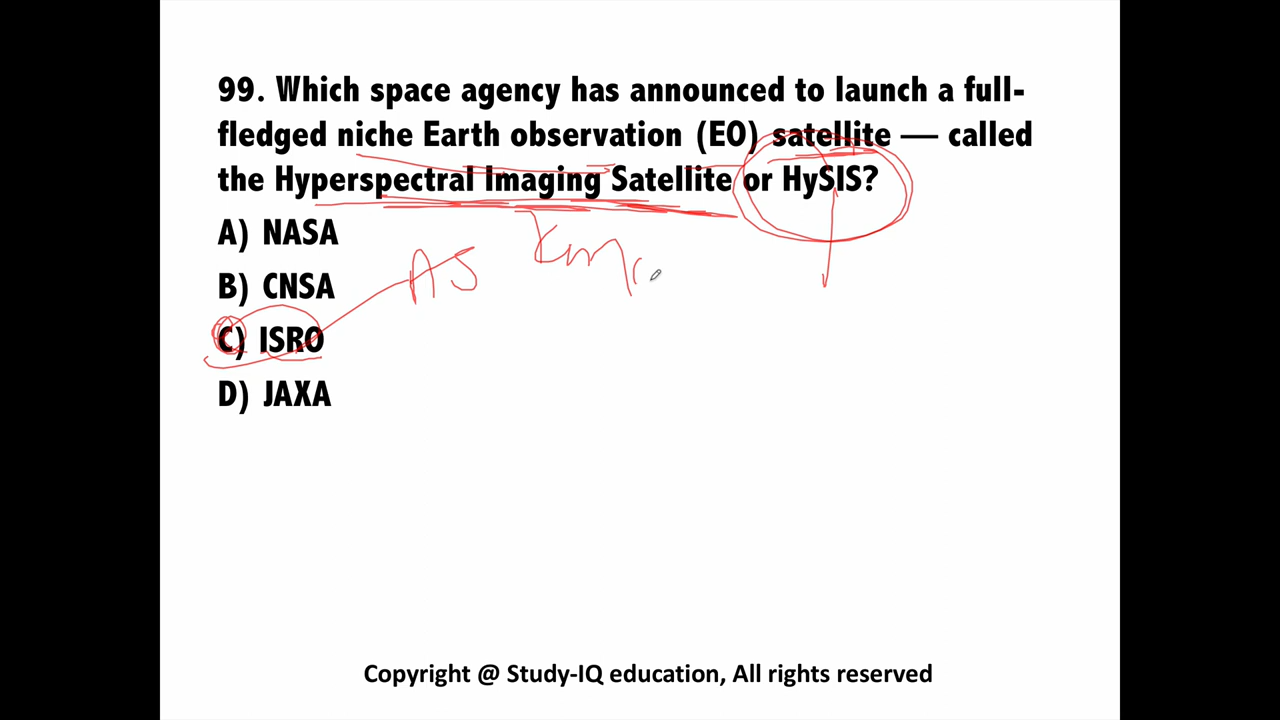 99. Which space agency has announced to launch a full-
fledged niche Earth observation (EO) satellite — called
the Hyperspectral Imaging Satellite or HySIS?
A) NASA
B) CNSA
C) ISRO
D) JAXA
AS
Copyright @ Study-IQ education, All rights reserved